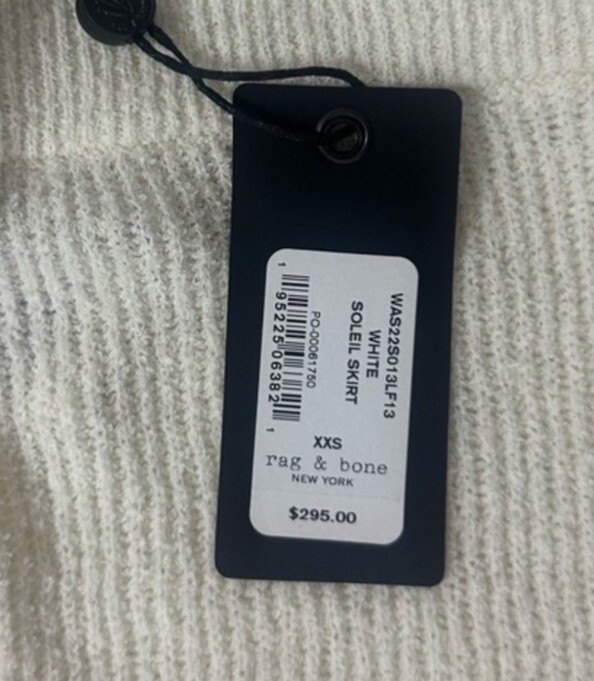 WAS22S013LF13
WHITE
SOLEIL SKIRT
PO-00061750
1 95225 06382 1
XXS
rag & bone
NEW YORK
$295.00